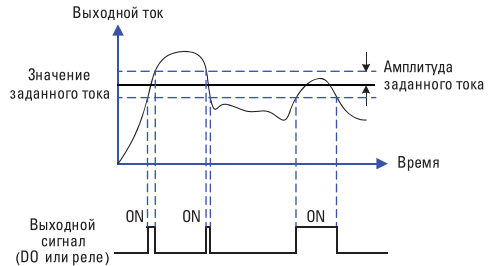 Выходной ток
Значение
заданного тока
Амплитуда
заданного тока
Время
ON
ON
ON
Выходной
сигнал
(DO или реле)